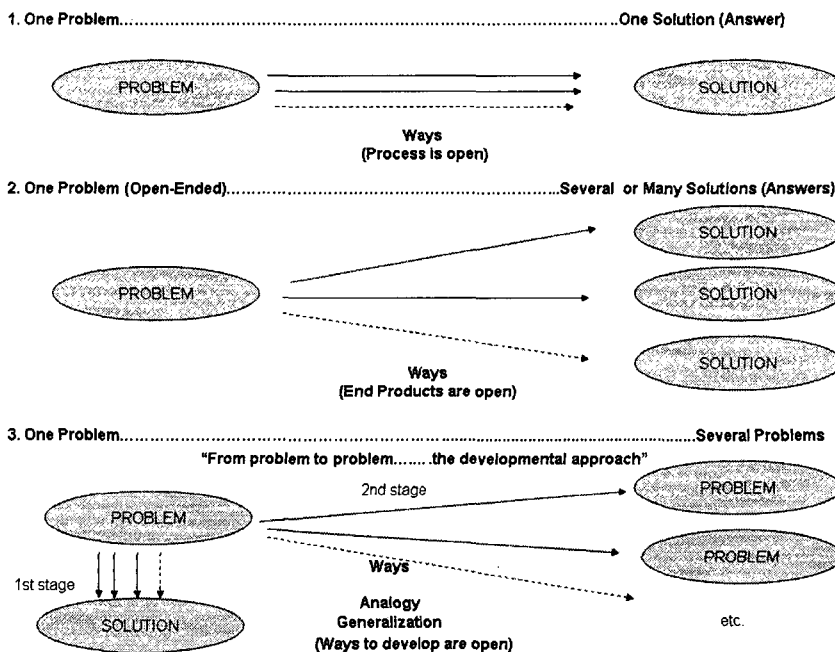 1. One Problem..........................................................................One Solution (Answer)
PROBLEM
SOLUTION
Ways
(Process is open)
2. One Problem (Open-Ended)..........................................................................Several or Many Solutions (Answers)
SOLUTION
PROBLEM
SOLUTION
SOLUTION
Ways
(End Products are open)
3. One Problem..........................................................................Several Problems
“From problem to problem........the developmental approach”
2nd stage
PROBLEM
PROBLEM
PROBLEM
1st stage
Ways
Analogy
Generalization
(Ways to develop are open)
SOLUTION
etc.